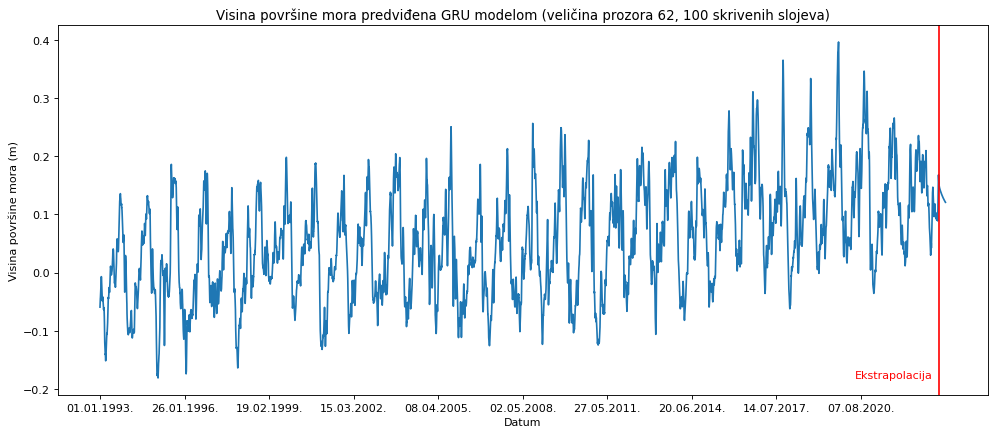 Visina površine mora predviđena GRU modelom (veličina prozora 62, 100 skrivenih slojeva)
0.4
0.3
0.2
0.1
0.0
−0.1
−0.2
Visina površine mora (m)
Ekstrapolacija
01.01.1993. 26.01.1996. 19.02.1999. 15.03.2002. 08.04.2005. 02.05.2008. 27.05.2011. 20.06.2014. 14.07.2017. 07.08.2020.
Datum